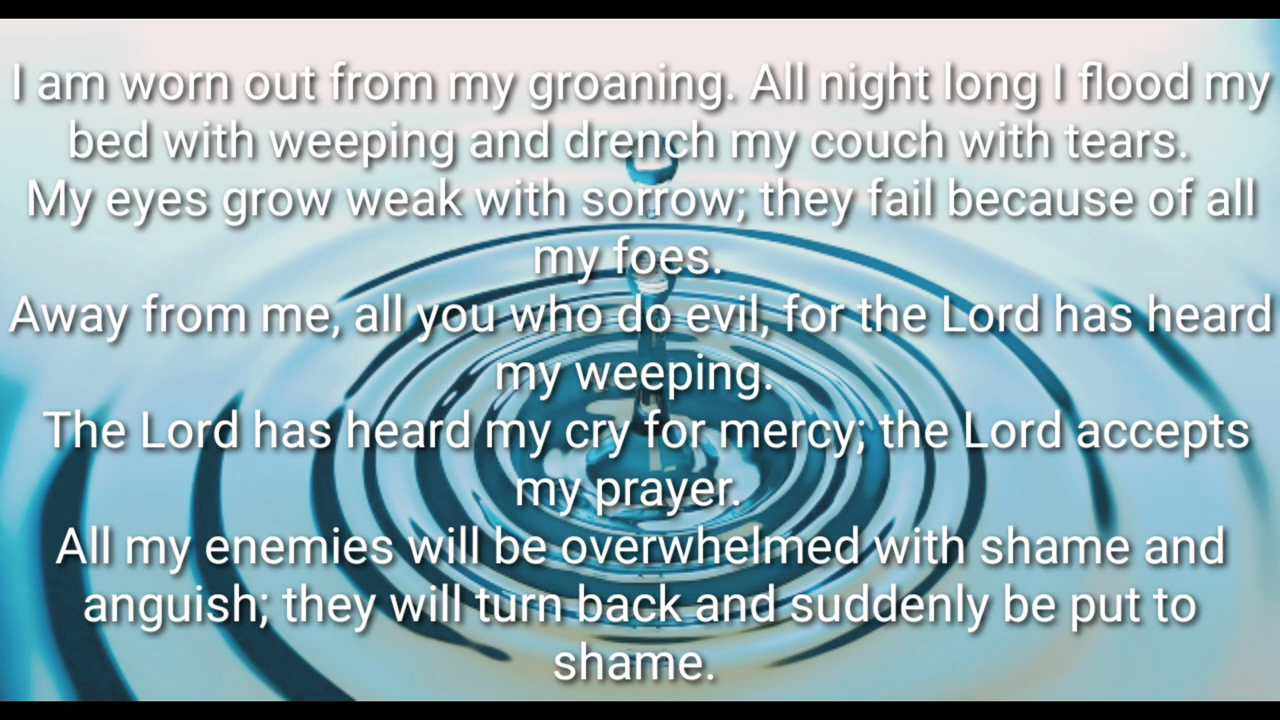 I am worn out from my groaning. All night long I flood my
bed with weeping and drench my couch with tears.
My eyes grow weak with sorrow; they fail because of all
my foes.
Away from me, all you who do evil, for the Lord has heard
my weeping.
The Lord has heard my cry for mercy; the Lord accepts
my prayer.
All my enemies will be overwhelmed with shame and
anguish; they will turn back and suddenly be put to
shame.